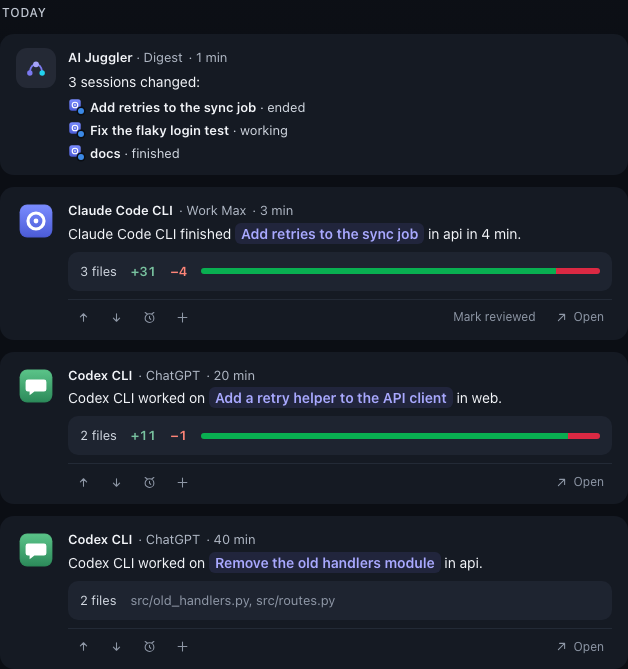 TODAY
AI Juggler · Digest · 1 min
3 sessions changed:
Add retries to the sync job · ended
Fix the flaky login test · working
docs · finished
Claude Code CLI · Work Max · 3 min
Claude Code CLI finished Add retries to the sync job in api in 4 min.
3 files +31 −4
Mark reviewed Open
Codex CLI · ChatGPT · 20 min
Codex CLI worked on Add a retry helper to the API client in web.
2 files +11 −1
Open
Codex CLI · ChatGPT · 40 min
Codex CLI worked on Remove the old handlers module in api.
2 files src/old_handlers.py, src/routes.py
Open